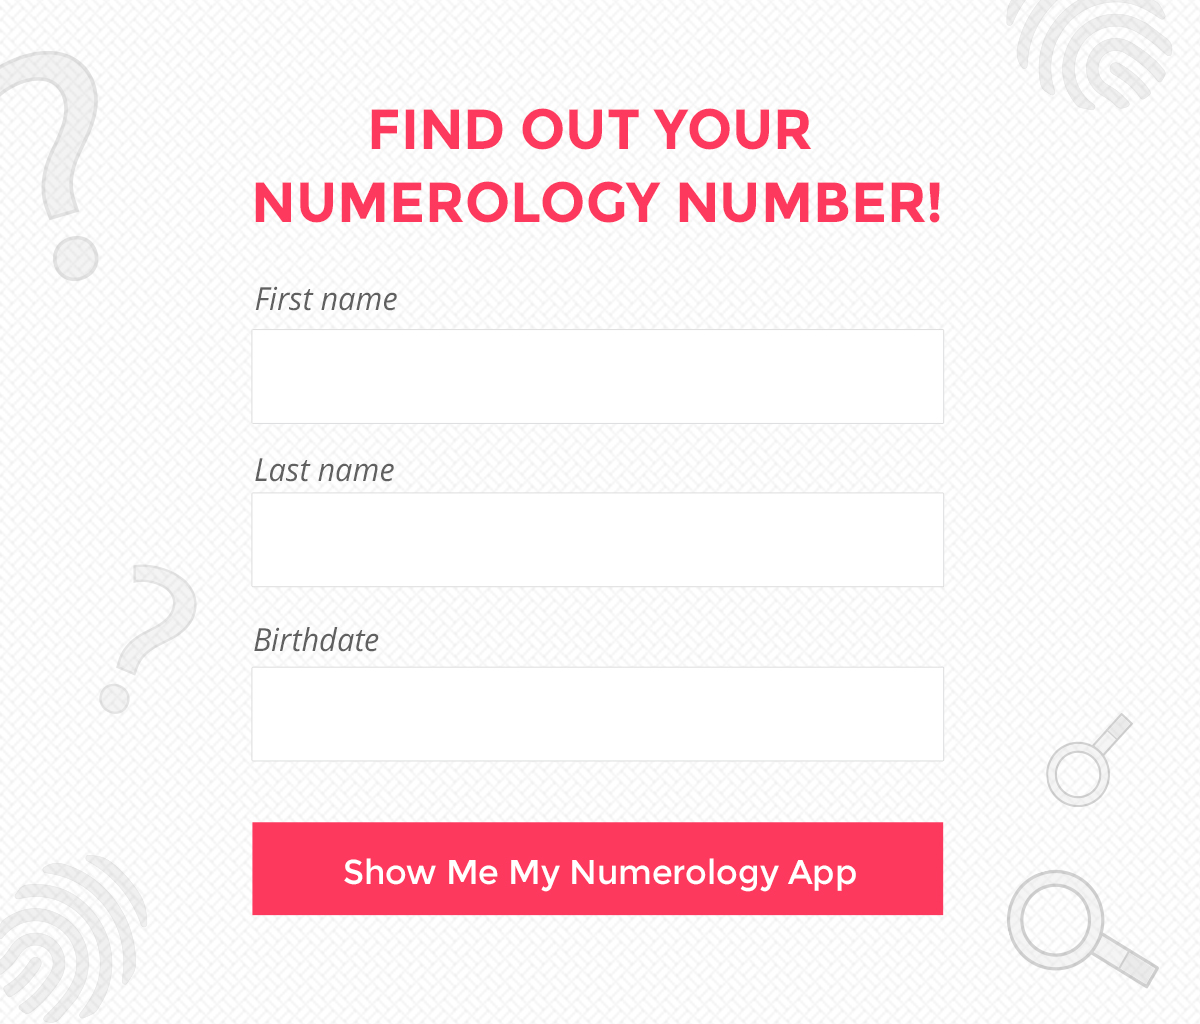 FIND OUT YOUR
NUMEROLOGY NUMBER!
First name
Last name
Birthdate
Show Me My Numerology App